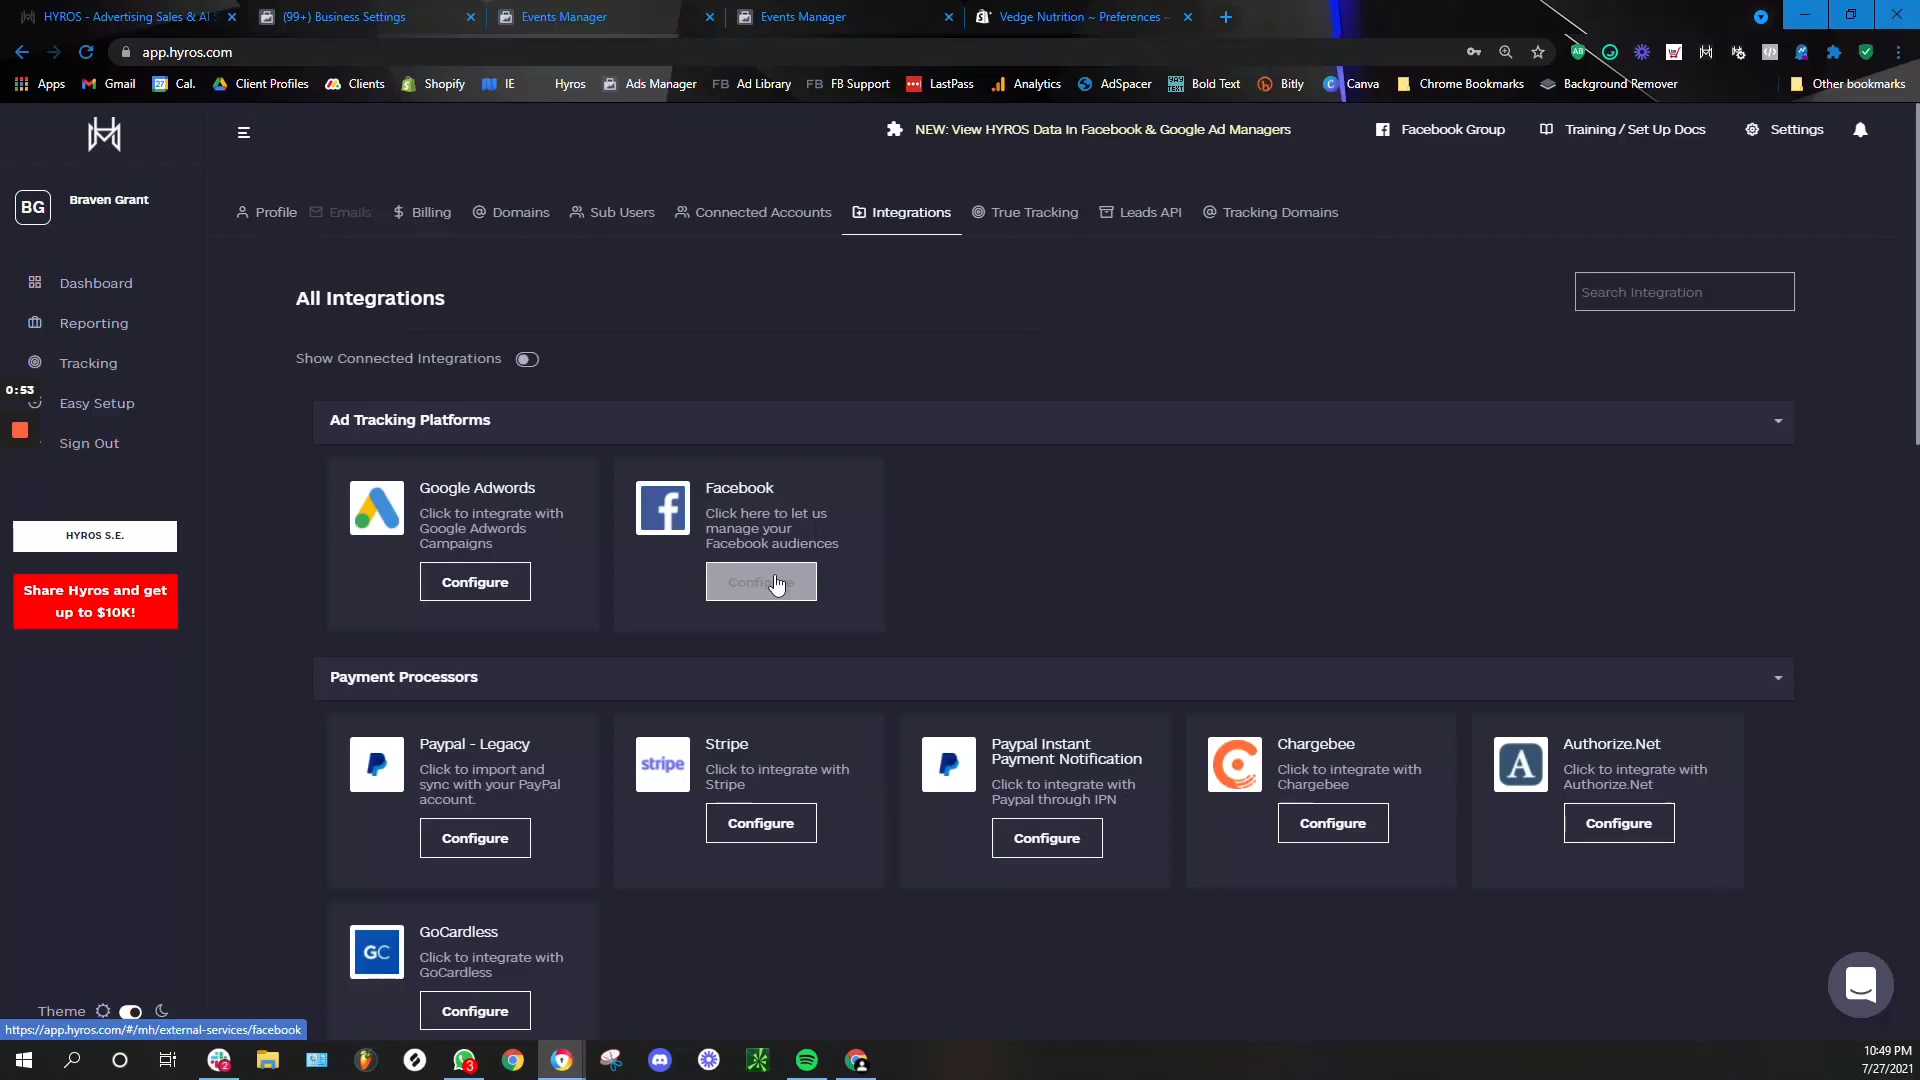 HYROS - Advertising Sales & AI S
(99+) Business Settings
Events Manager
Events Manager
Vedge Nutrition ~ Preferences ~
app.hyros.com
Apps
Gmail
Cal.
Client Profiles
Clients
Shopify
IE
Hyros
Ads Manager
FB Ad Library
FB FB Support
LastPass
Analytics
AdSpacer
Bold Text
Bitly
Canva
Chrome Bookmarks
Background Remover
Other bookmarks
NEW: View HYROS Data In Facebook & Google Ad Managers
Facebook Group
Training / Set Up Docs
Settings
BG
Braven Grant
Profile
Emails
Billing
Domains
Sub Users
Connected Accounts
Integrations
True Tracking
Leads API
Tracking Domains
Dashboard
Reporting
Tracking
0:53
Easy Setup
Sign Out
HYROS S.E.
Share Hyros and get
up to $10K!
All Integrations
Search Integration
Show Connected Integrations
Ad Tracking Platforms
Google Adwords
Click to integrate with
Google Adwords
Campaigns
Configure
Facebook
Click here to let us
manage your
Facebook audiences
Configure
Payment Processors
Paypal - Legacy
Click to import and
sync with your PayPal
account.
Configure
stripe
Stripe
Click to integrate with
Stripe
Configure
Paypal Instant
Payment Notification
Click to integrate with
Paypal through IPN
Configure
Chargebee
Click to integrate with
Chargebee
Configure
A
Authorize.Net
Click to integrate with
Authorize.Net
Configure
GC
GoCardless
Click to integrate with
GoCardless
Configure
Theme
https://app.hyros.com/#/mh/external-services/facebook
2
3
10:49 PM
7/27/2021